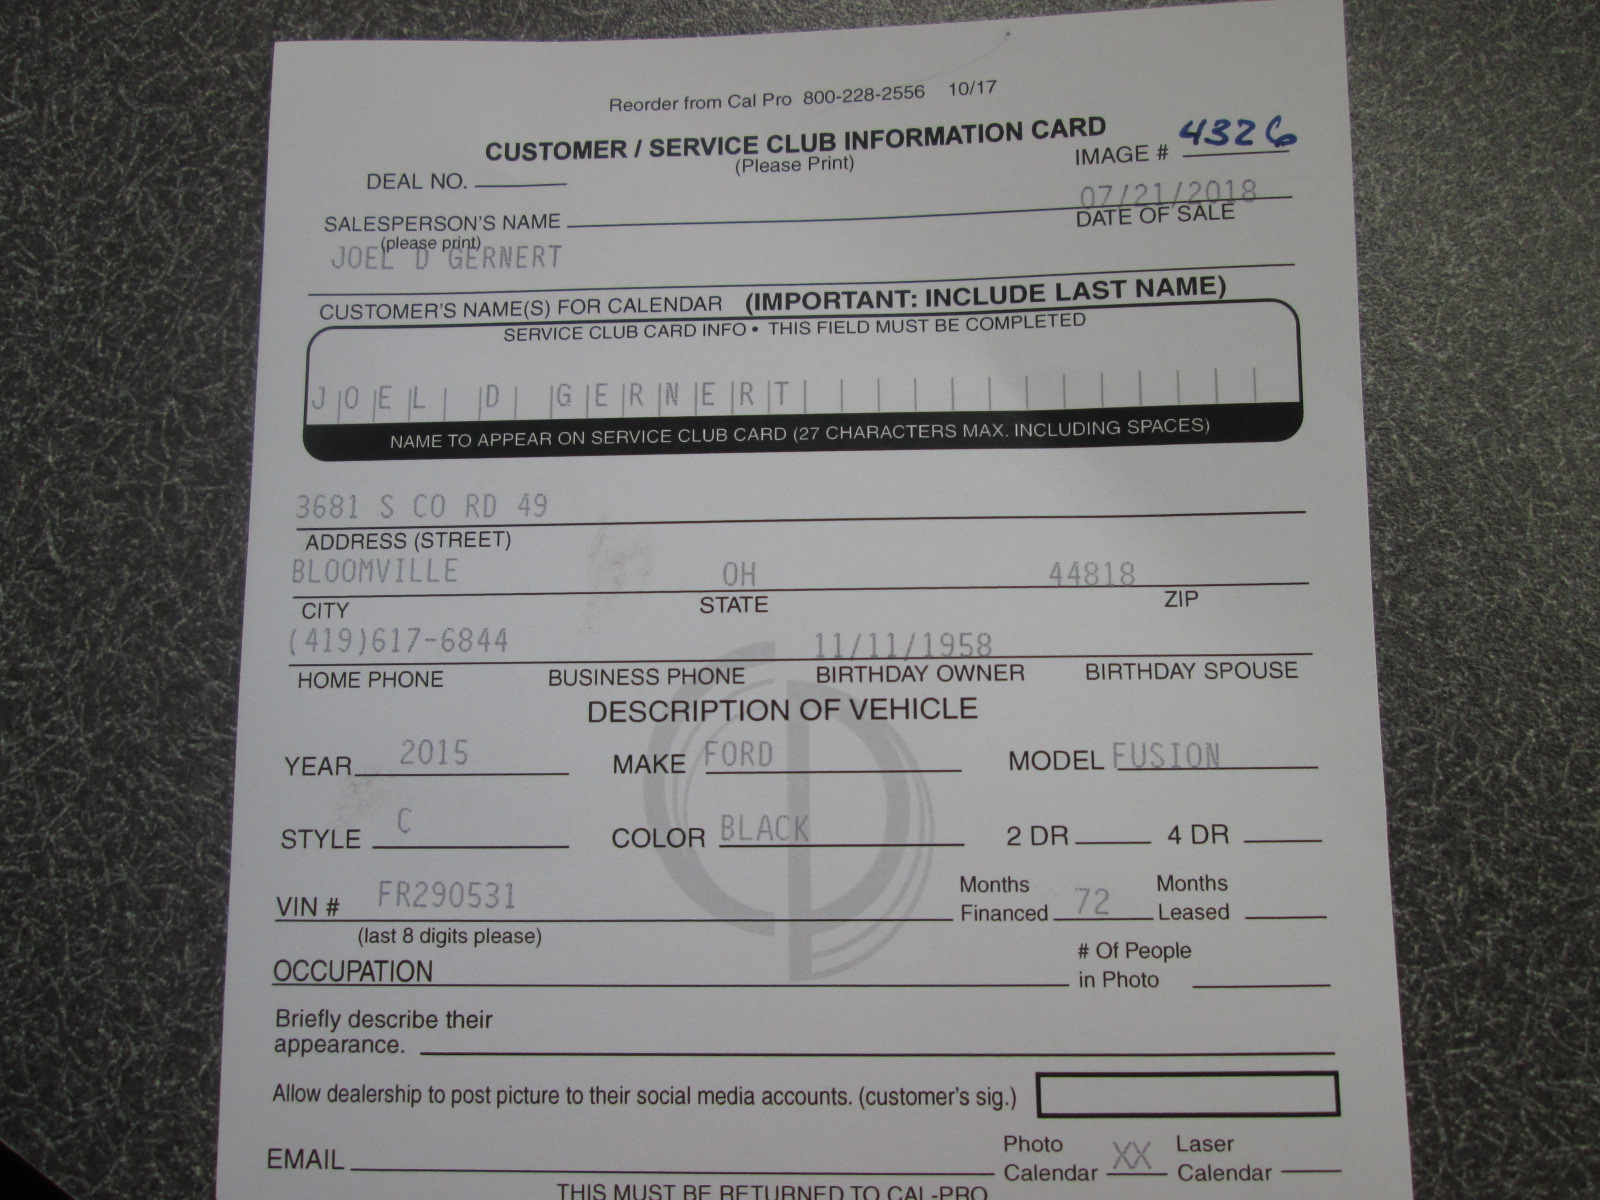 Reorder from Cal Pro 800-228-2556 10/17
CUSTOMER / SERVICE CLUB INFORMATION CARD
(Please Print)
IMAGE # 4326
DEAL NO.
07/21/2018
SALESPERSON'S NAME
DATE OF SALE
(please print)
JOEL D GERNERT
CUSTOMER'S NAME(S) FOR CALENDAR (IMPORTANT: INCLUDE LAST NAME)
SERVICE CLUB CARD INFO • THIS FIELD MUST BE COMPLETED
JOEL D GERNERT
NAME TO APPEAR ON SERVICE CLUB CARD (27 CHARACTERS MAX. INCLUDING SPACES)
3681 S CO RD 49
ADDRESS (STREET)
BLOOMVILLE OH 44818
CITY STATE ZIP
(419)617-6844 11/11/1958
HOME PHONE BUSINESS PHONE BIRTHDAY OWNER BIRTHDAY SPOUSE
DESCRIPTION OF VEHICLE
YEAR 2015 MAKE FORD MODEL FUSION
STYLE C COLOR BLACK 2 DR 4 DR
VIN # FR290531 Months Financed 72 Months Leased
(last 8 digits please)
OCCUPATION # Of People in Photo
Briefly describe their
appearance.
Allow dealership to post picture to their social media accounts. (customer's sig.)
EMAIL Photo Calendar XX Laser Calendar
THIS MUST BE RETURNED TO CAL-PRO